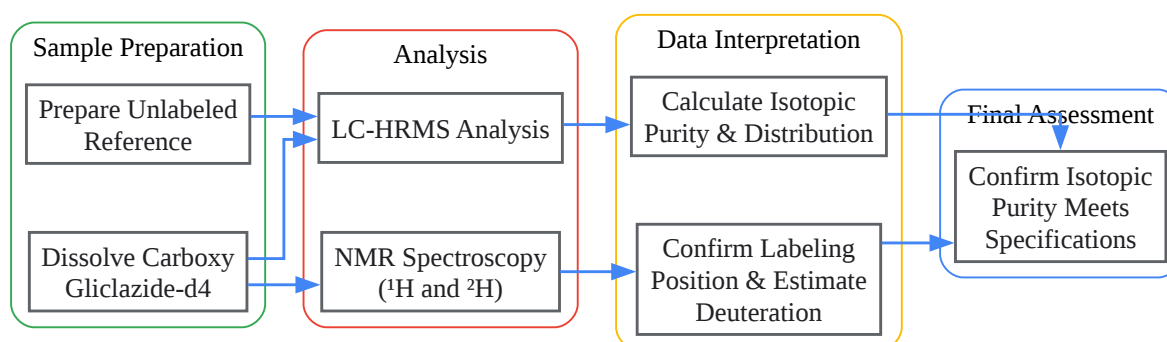 Sample Preparation
Prepare Unlabeled
Reference
Dissolve Carboxy
Gliclazide-d4
Analysis
LC-HRMS Analysis
NMR Spectroscopy
(¹H and ²H)
Data Interpretation
Calculate Isotopic
Purity & Distribution
Confirm Labeling
Position & Estimate
Deuteration
Final Assessment
Confirm Isotopic
Purity Meets
Specifications